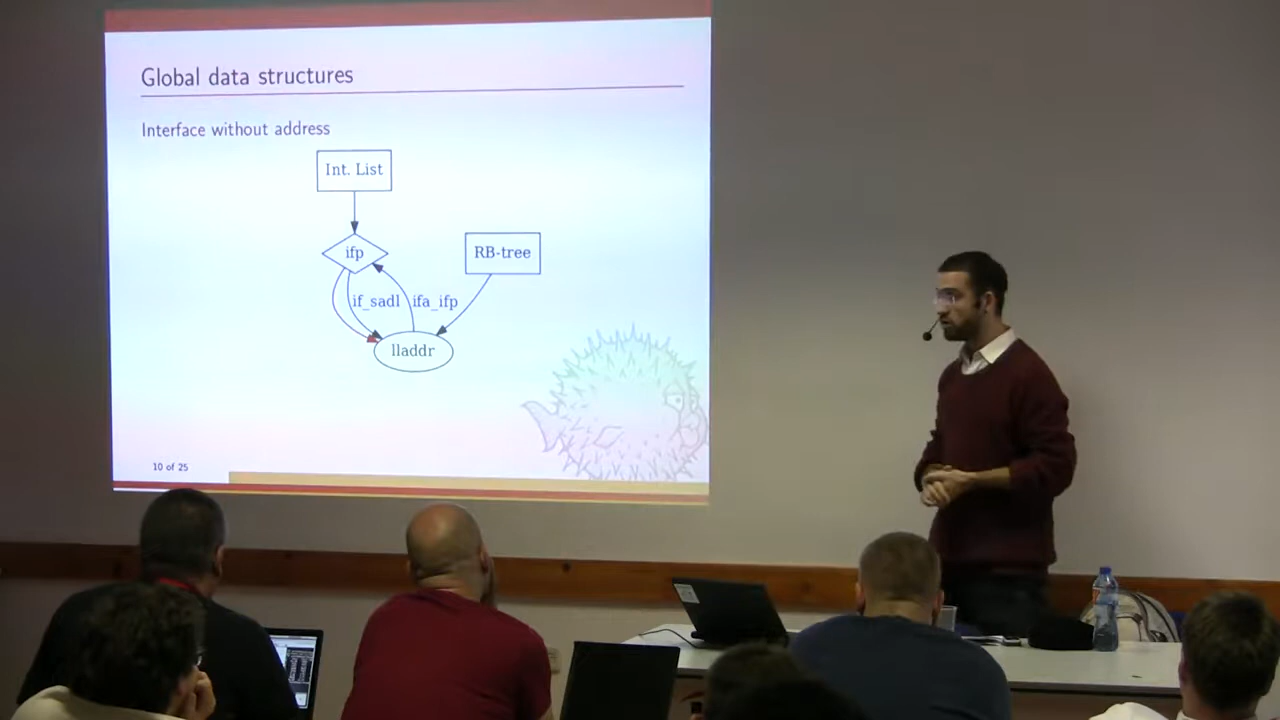 Global data structures
Interface without address
Int. List
ifp
RB-tree
if_sadl
ifa_ifp
lladdr
10 of 25